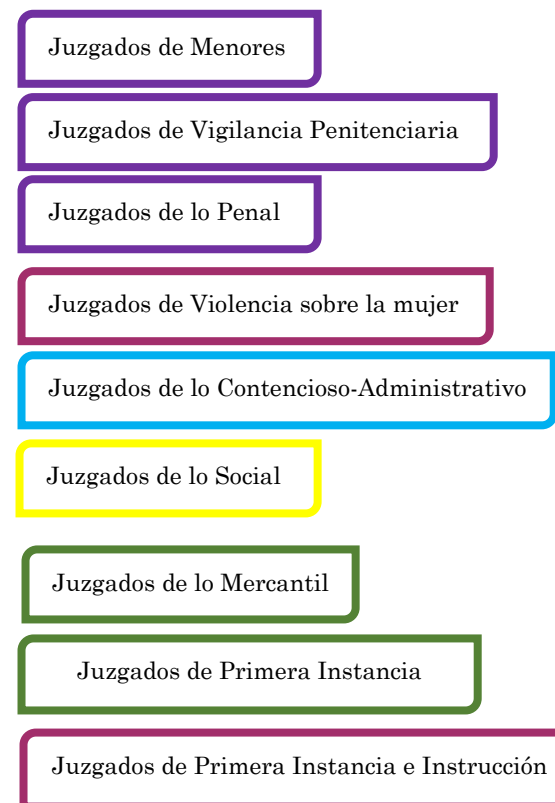 Juzgados de Menores
Juzgados de Vigilancia Penitenciaria
Juzgados de lo Penal
Juzgados de Violencia sobre la mujer
Juzgados de lo Contencioso-Administrativo
Juzgados de lo Social
Juzgados de lo Mercantil
Juzgados de Primera Instancia
Juzgados de Primera Instancia e Instrucción